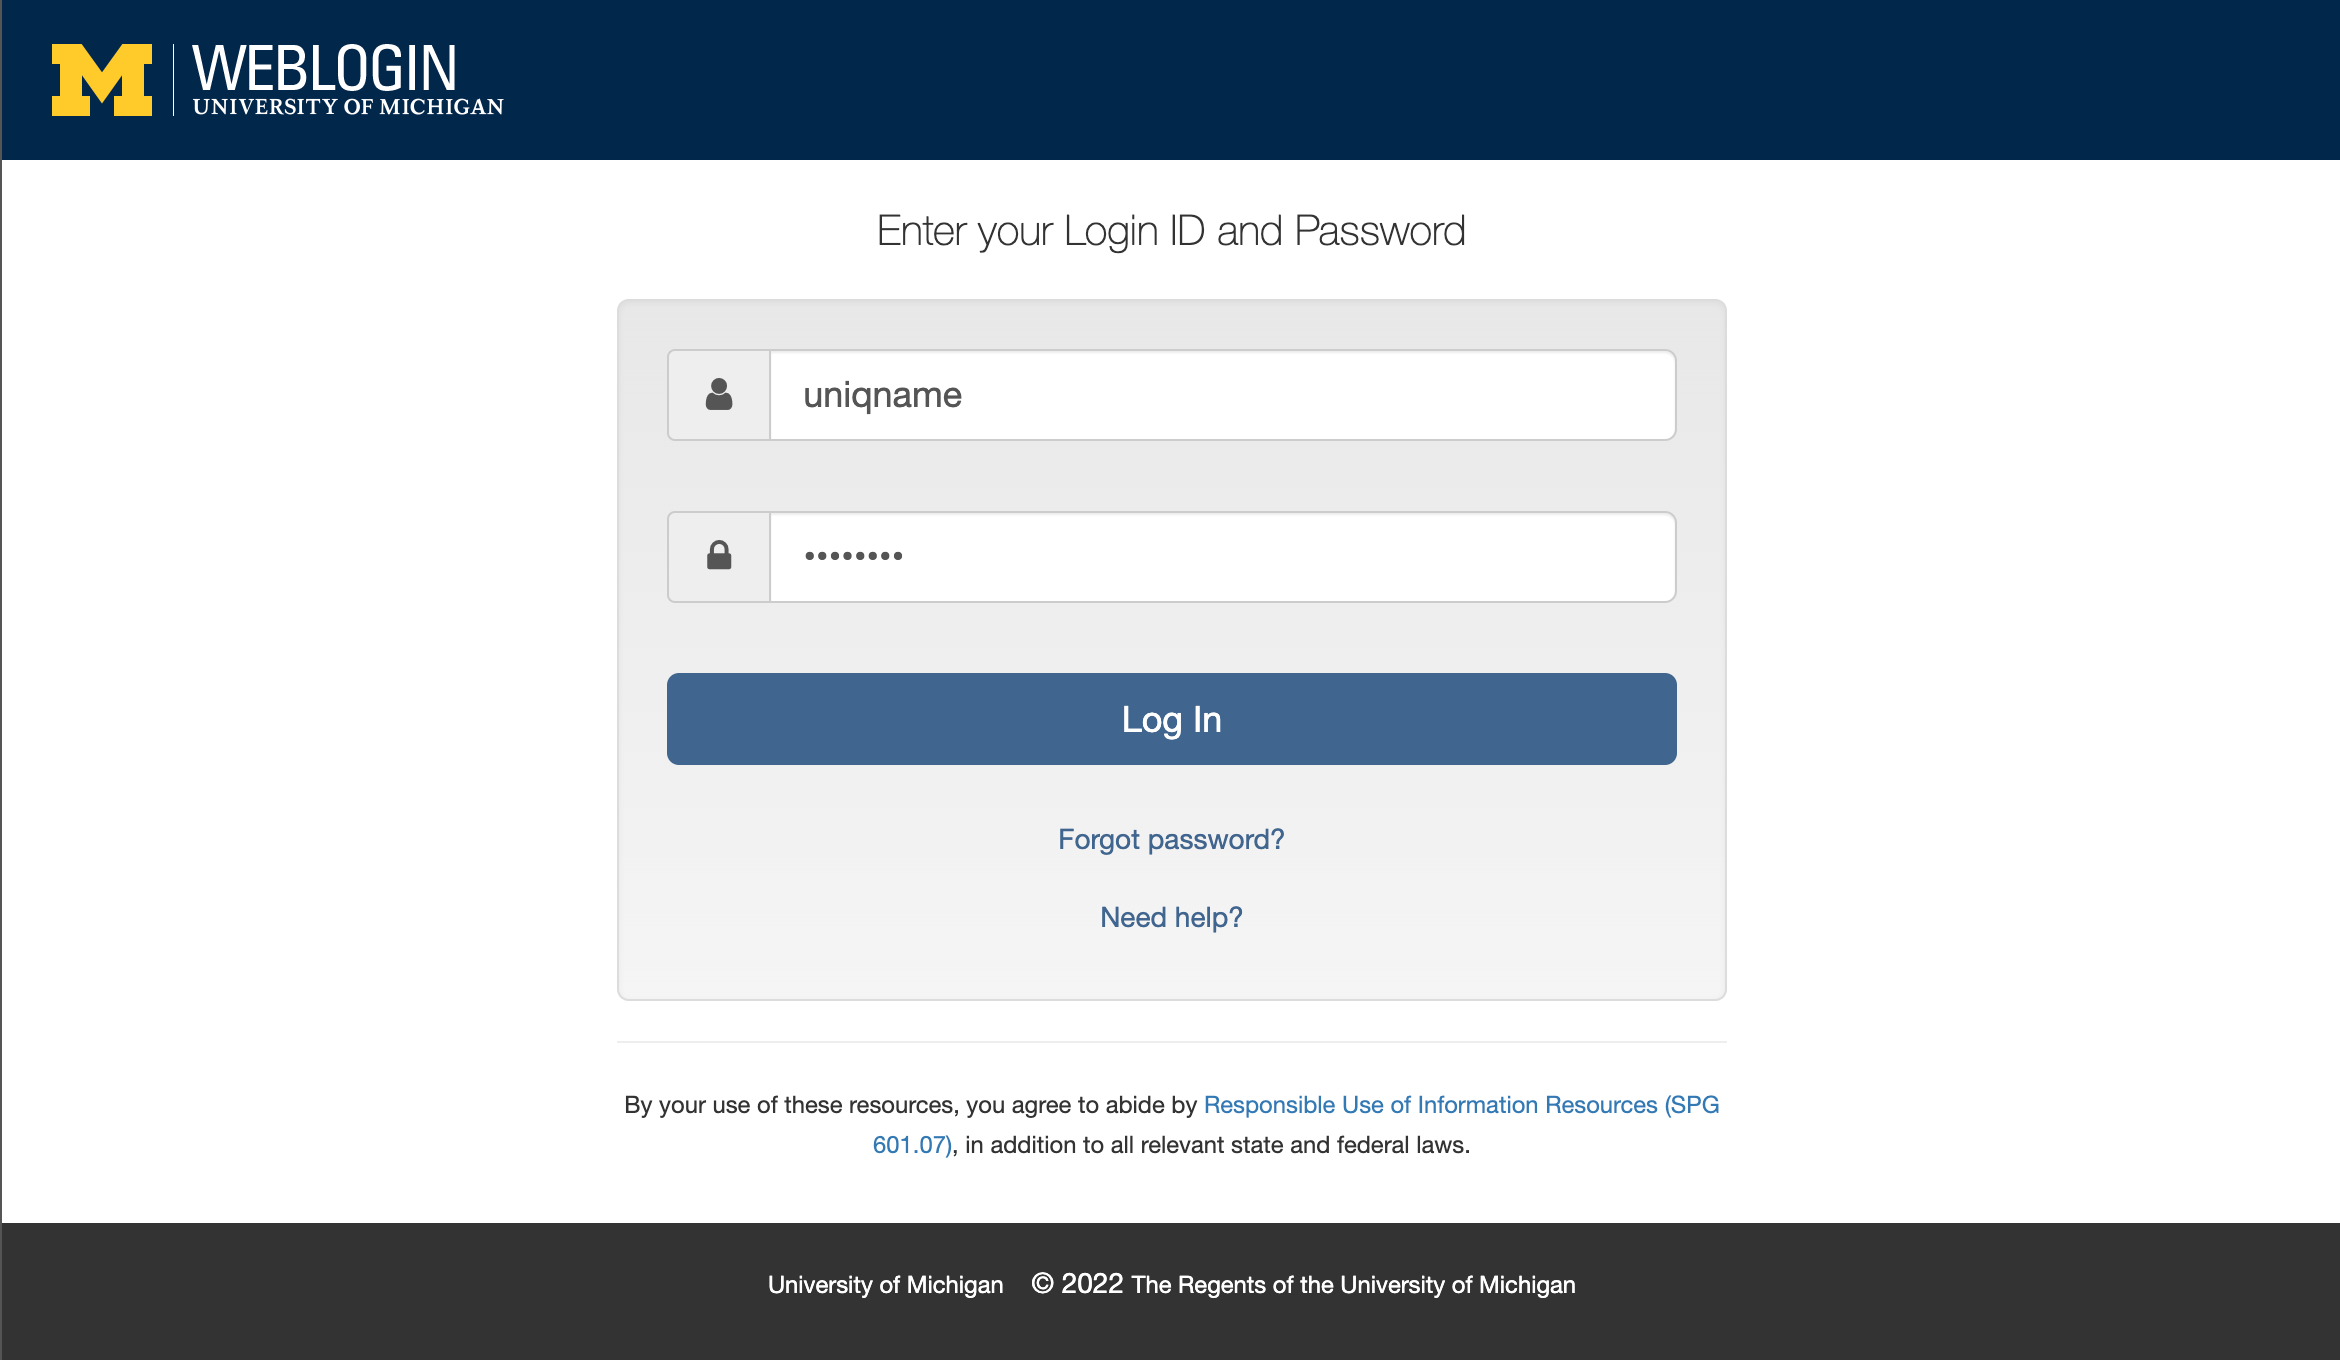 M WEBLOGIN
UNIVERSITY OF MICHIGAN
Enter your Login ID and Password
uniqname
••••••••
Log In
Forgot password?
Need help?
By your use of these resources, you agree to abide by Responsible Use of Information Resources (SPG
601.07), in addition to all relevant state and federal laws.
University of Michigan © 2022 The Regents of the University of Michigan